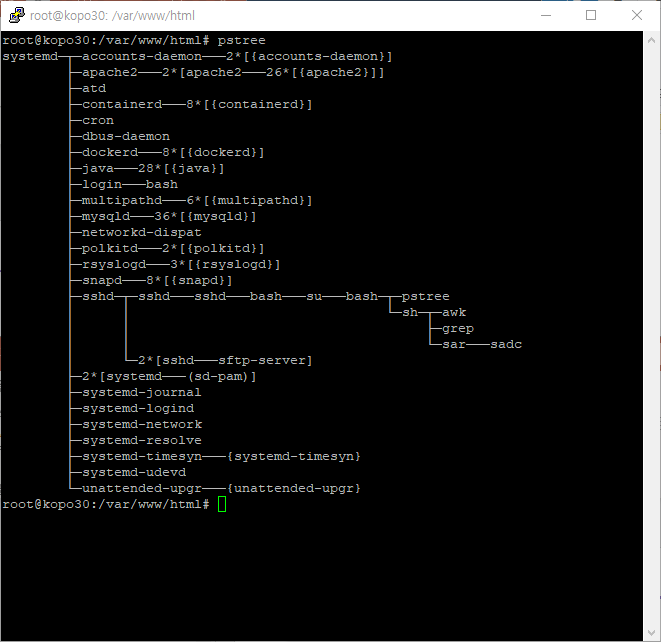 root@kopo30: /var/www/html
root@kopo30:/var/www/html# pstree
systemd─┬─accounts-daemon───2*[{accounts-daemon}]
        ├─apache2───2*[apache2───26*[{apache2}]]
        ├─atd
        ├─containerd───8*[{containerd}]
        ├─cron
        ├─dbus-daemon
        ├─dockerd───8*[{dockerd}]
        ├─java───28*[{java}]
        ├─login───bash
        ├─multipathd───6*[{multipathd}]
        ├─mysqld───36*[{mysqld}]
        ├─networkd-dispat
        ├─polkitd───2*[{polkitd}]
        ├─rsyslogd───3*[{rsyslogd}]
        ├─snapd───8*[{snapd}]
        ├─sshd─┬─sshd───sshd───bash───su───bash─┬─pstree
        │      │                                └─sh─┬─awk
        │      │                                     ├─grep
        │      │                                     └─sar───sadc
        │      └─2*[sshd───sftp-server]
        ├─2*[systemd───(sd-pam)]
        ├─systemd-journal
        ├─systemd-logind
        ├─systemd-network
        ├─systemd-resolve
        ├─systemd-timesyn───{systemd-timesyn}
        ├─systemd-udevd
        └─unattended-upgr───{unattended-upgr}
root@kopo30:/var/www/html#